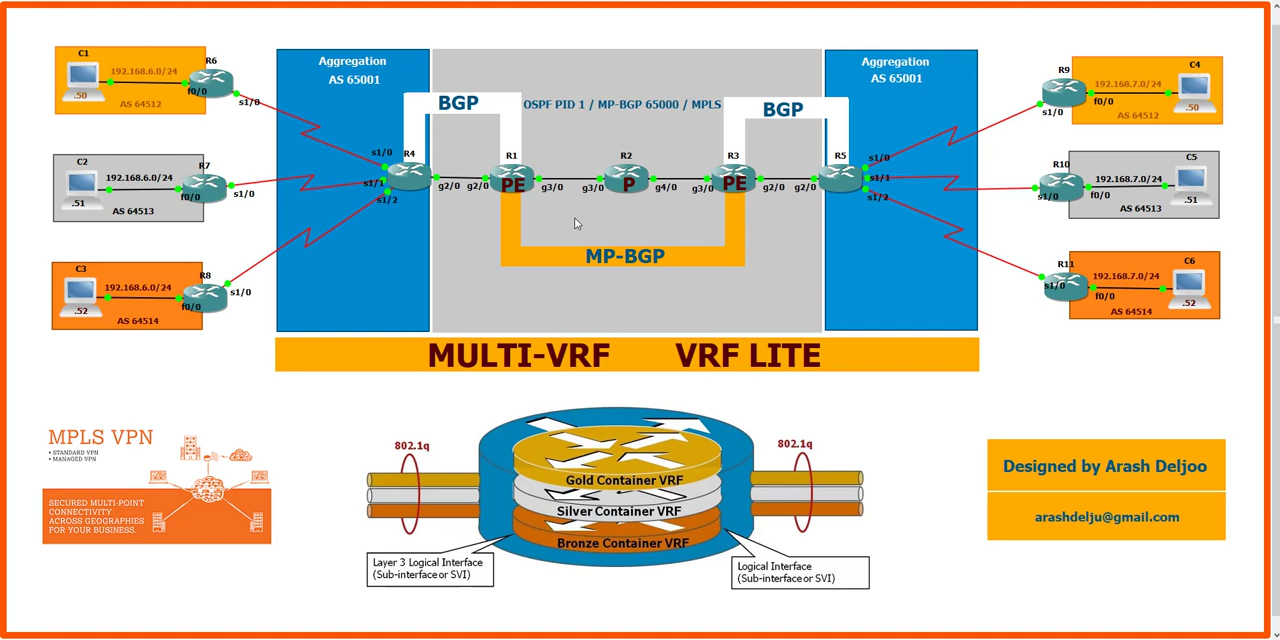 C1
192.168.6.0/24
.50
AS 64512
f0/0
R6
s1/0
C2
192.168.6.0/24
.51
AS 64513
f0/0
R7
s1/0
C3
192.168.6.0/24
.52
AS 64514
f0/0
R8
s1/0
Aggregation
AS 65001
s1/0
s1/1
s1/2
R4
g2/0
BGP
OSPF PID 1 / MP-BGP 65000 / MPLS
BGP
g2/0
R1
PE
g3/0
g3/0
R2
P
g4/0
g3/0
R3
PE
g2/0
g2/0
MP-BGP
Aggregation
AS 65001
R5
s1/0
s1/1
s1/2
R9
s1/0
f0/0
192.168.7.0/24
AS 64512
C4
.50
R10
s1/0
f0/0
192.168.7.0/24
AS 64513
C5
.51
R11
s1/0
f0/0
192.168.7.0/24
AS 64514
C6
.52
MULTI-VRF VRF LITE
MPLS VPN
• STANDARD VPN
• MANAGED VPN
SECURED MULTI-POINT
CONNECTIVITY
ACROSS GEOGRAPHIES
FOR YOUR BUSINESS.
802.1q
802.1q
Gold Container VRF
Silver Container VRF
Bronze Container VRF
Layer 3 Logical Interface
(Sub-interface or SVI)
Logical Interface
(Sub-interface or SVI)
Designed by Arash Deljoo
arashdelju@gmail.com